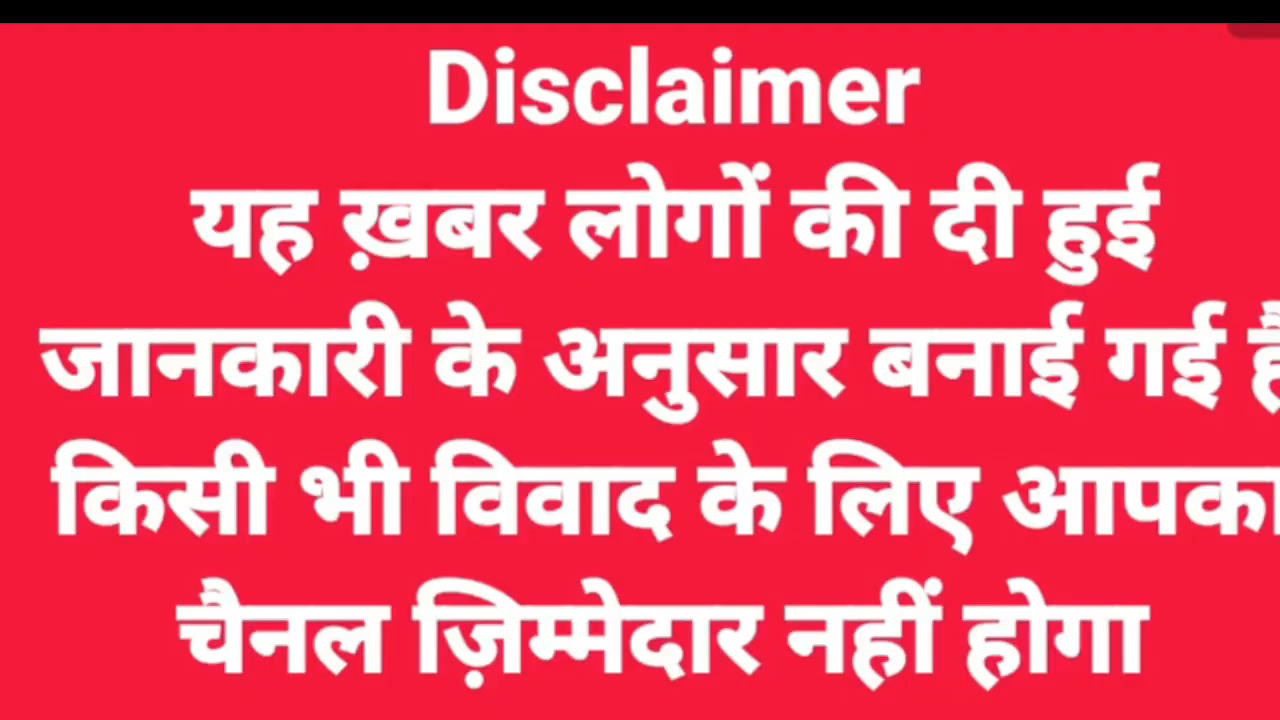 Disclaimer
यह ख़बर लोगों की दी हुई
जानकारी के अनुसार बनाई गई है
किसी भी विवाद के लिए आपका
चैनल ज़िम्मेदार नहीं होगा